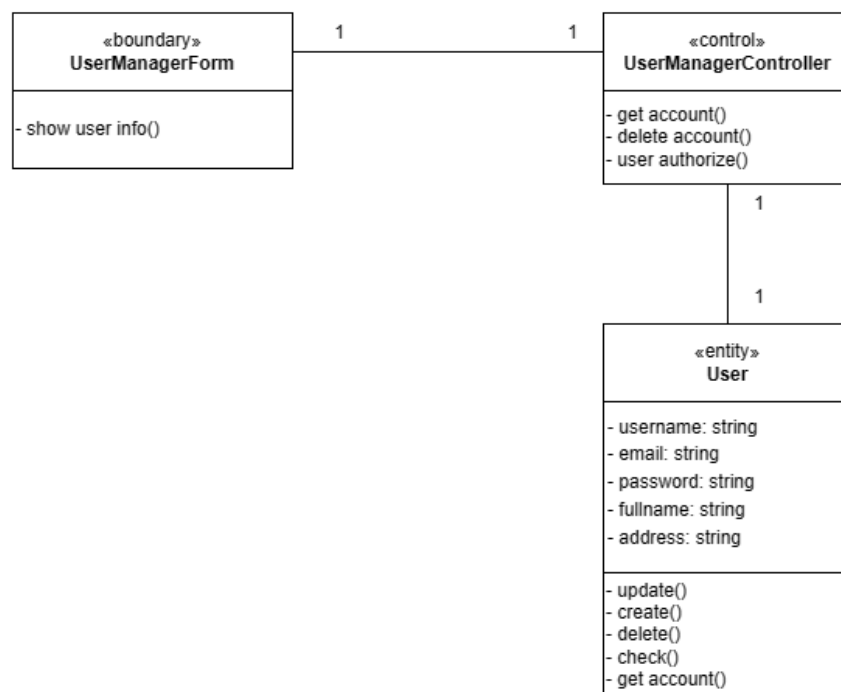 «boundary»
UserManagerForm
- show user info()
1
1
«control»
UserManagerController
- get account()
- delete account()
- user authorize()
1
1
«entity»
User
- username: string
- email: string
- password: string
- fullname: string
- address: string
- update()
- create()
- delete()
- check()
- get account()